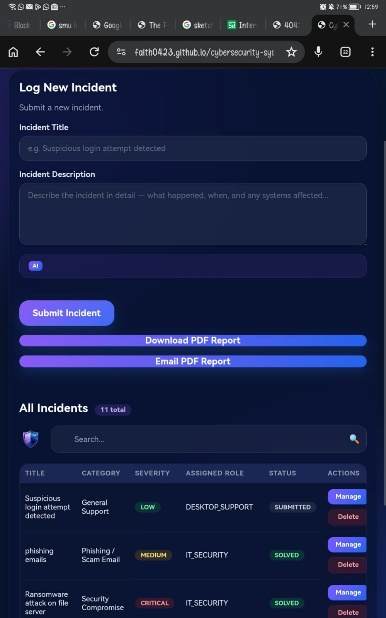 71%
12:59
Black
smu l
Googl
The T
sketc
Inter
404:
Cy
faith0423.github.io/cybersecurity-sys
Log New Incident
Submit a new incident.
Incident Title
e.g. Suspicious login attempt detected
Incident Description
Describe the incident in detail — what happened, when, and any systems affected...
AI
Submit Incident
Download PDF Report
Email PDF Report
All Incidents 11 total
Search...
TITLE CATEGORY SEVERITY ASSIGNED ROLE STATUS ACTIONS
Suspicious login attempt detected General Support LOW DESKTOP_SUPPORT SUBMITTED Manage Delete
phishing emails Phishing / Scam Email MEDIUM IT_SECURITY SOLVED Manage Delete
Ransomware attack on file server Security Compromise CRITICAL IT_SECURITY SOLVED Manage Delete